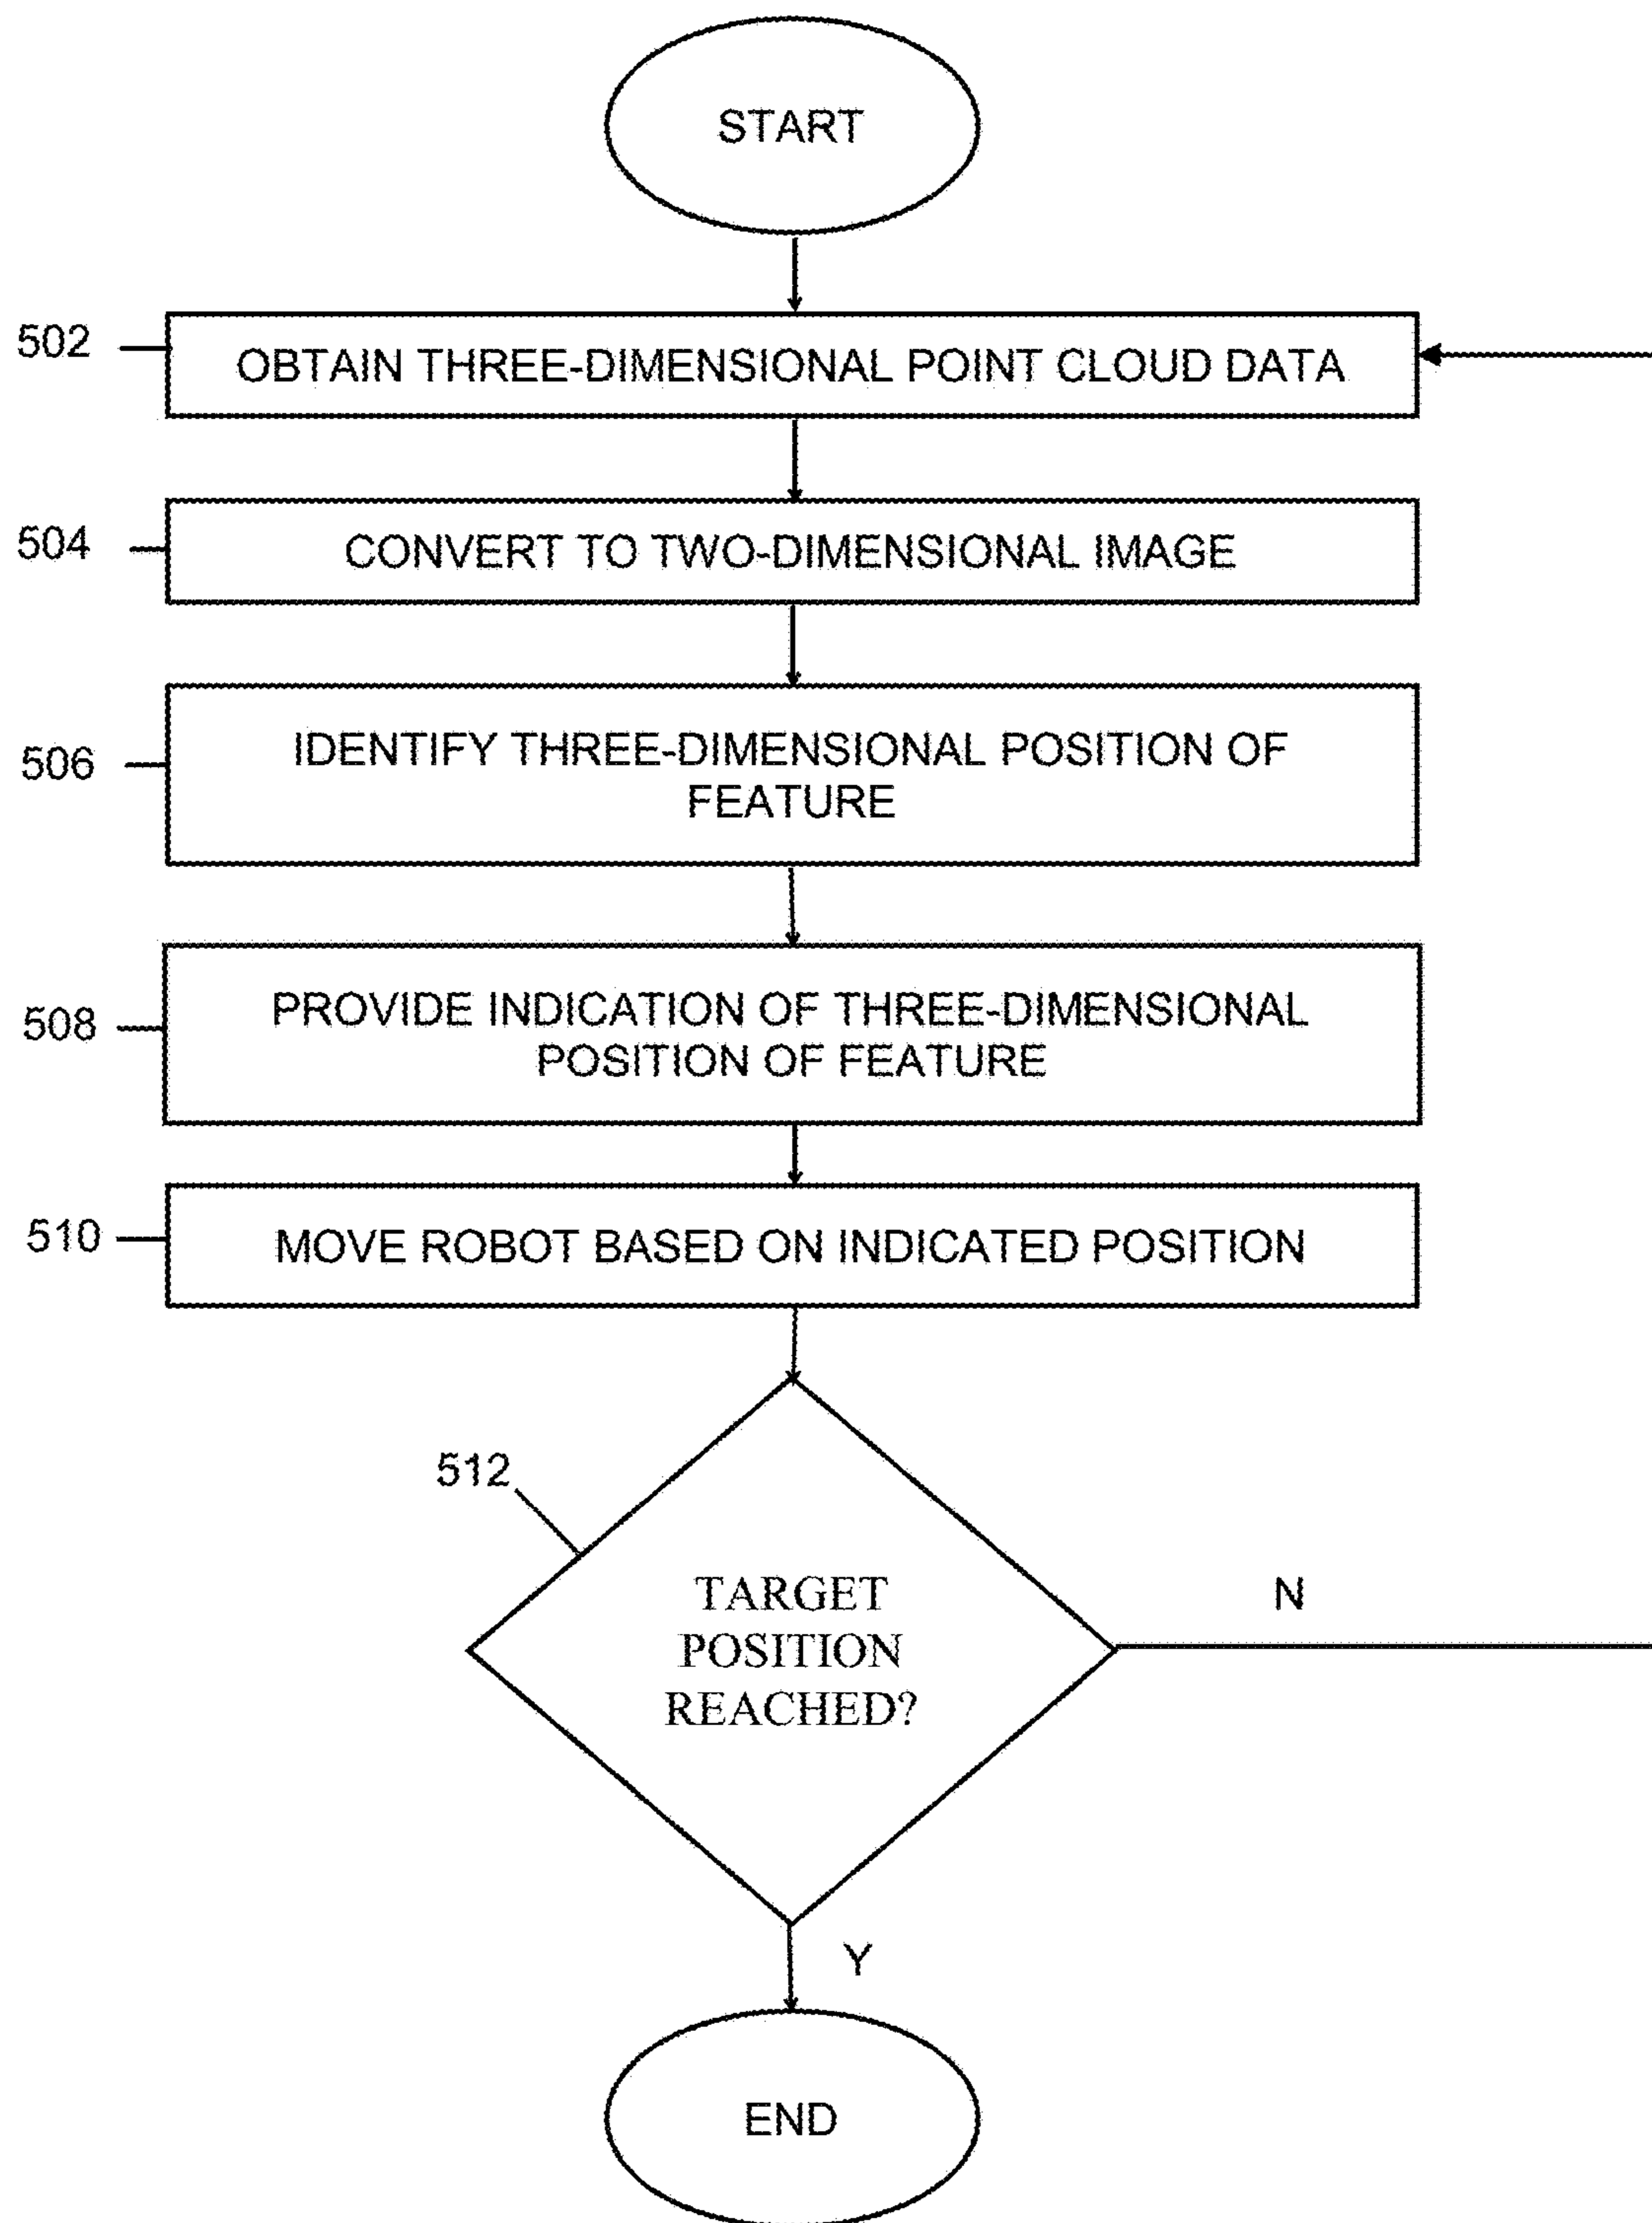 START
502
OBTAIN THREE-DIMENSIONAL POINT CLOUD DATA
504
CONVERT TO TWO-DIMENSIONAL IMAGE
506
IDENTIFY THREE-DIMENSIONAL POSITION OF
FEATURE
508
PROVIDE INDICATION OF THREE-DIMENSIONAL
POSITION OF FEATURE
510
MOVE ROBOT BASED ON INDICATED POSITION
512
TARGET
POSITION
REACHED?
N
Y
END